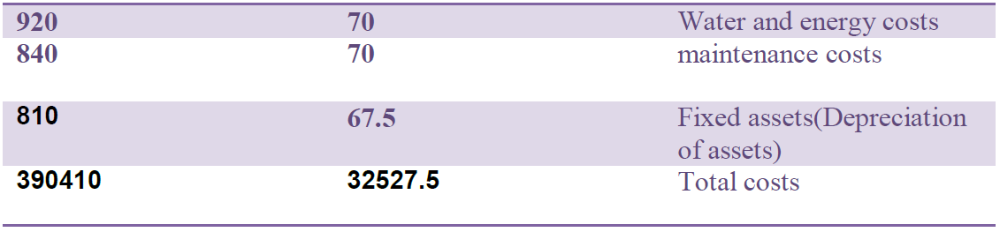 920 70 Water and energy costs
840 70 maintenance costs
810 67.5 Fixed assets(Depreciation
of assets)
390410 32527.5 Total costs